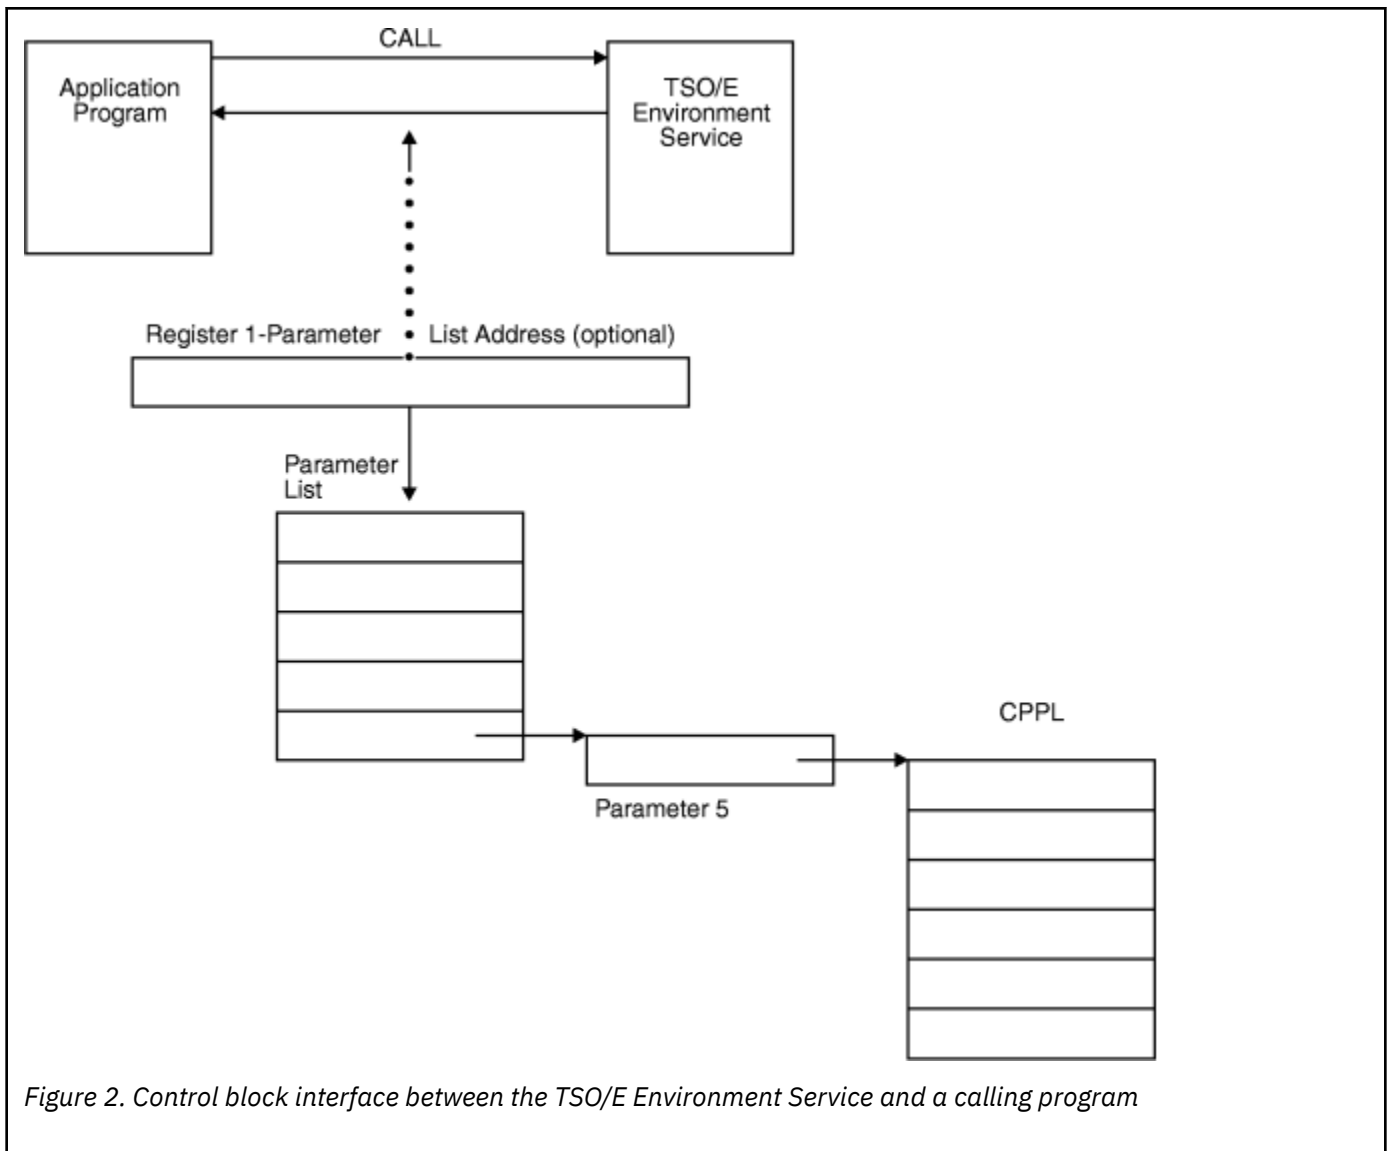 CALL
Application
Program
TSO/E
Environment
Service
Register 1-Parameter List Address (optional)
Parameter
List
CPPL
Parameter 5
Figure 2. Control block interface between the TSO/E Environment Service and a calling program